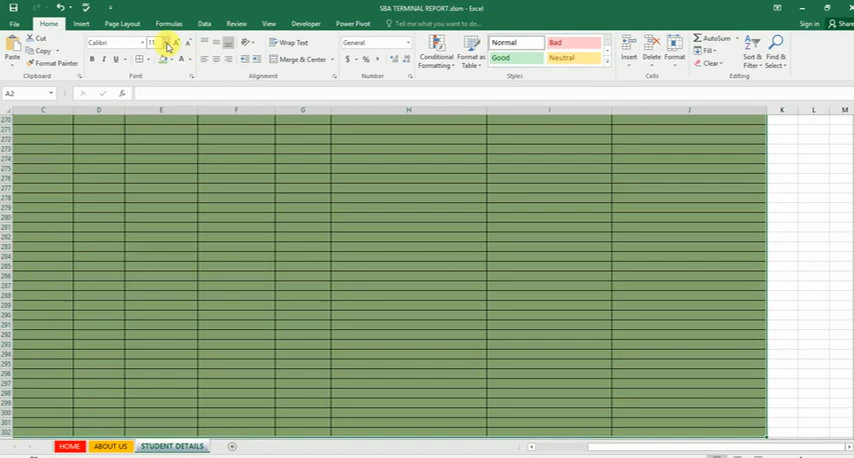 SBA TERMINAL REPORT.xlsm - Excel
File Home Insert Page Layout Formulas Data Review View Developer Power Pivot Tell me what you want to do... Sign in Share
Cut
Copy
Format Painter
Paste
Clipboard
Calibri 11
B I U
Font
Wrap Text
Merge & Center
Alignment
General
$ % ,
Number
Conditional Formatting
Format as Table
Normal Bad
Good Neutral
Styles
Insert Delete Format
Cells
AutoSum
Fill
Clear
Sort & Filter
Find & Select
Editing
A2 fx
C D E F G H I J K L M
270
271
272
273
274
275
276
277
278
279
280
281
282
283
284
285
286
287
288
289
290
291
292
293
294
295
296
297
298
299
300
301
302
HOME ABOUT US STUDENT DETAILS